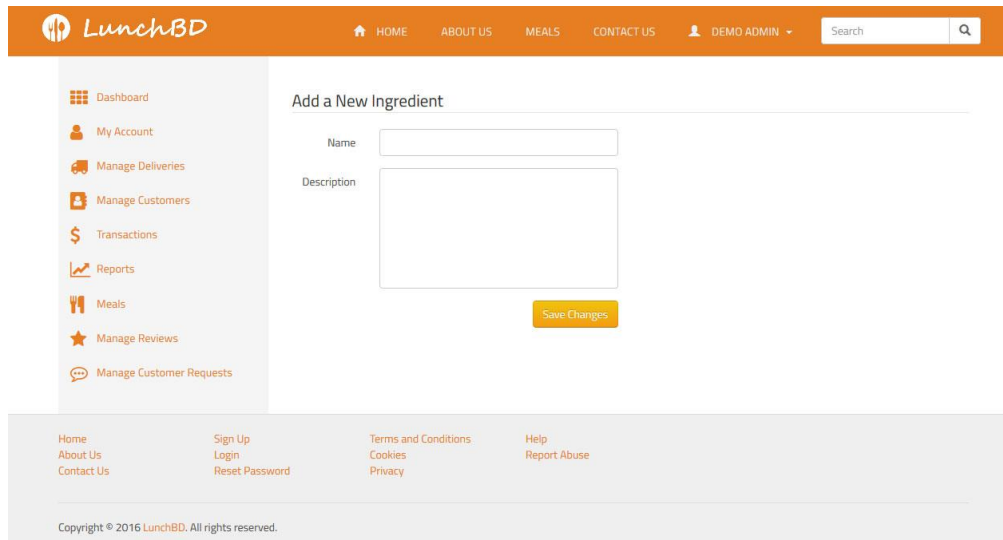 LunchBD
HOME ABOUT US MEALS CONTACT US DEMO ADMIN Search
Dashboard
My Account
Manage Deliveries
Manage Customers
Transactions
Reports
Meals
Manage Reviews
Manage Customer Requests
Add a New Ingredient
Name
Description
Save Changes
Home Sign Up Terms and Conditions Help
About Us Login Cookies Report Abuse
Contact Us Reset Password Privacy
Copyright © 2016 LunchBD. All rights reserved.